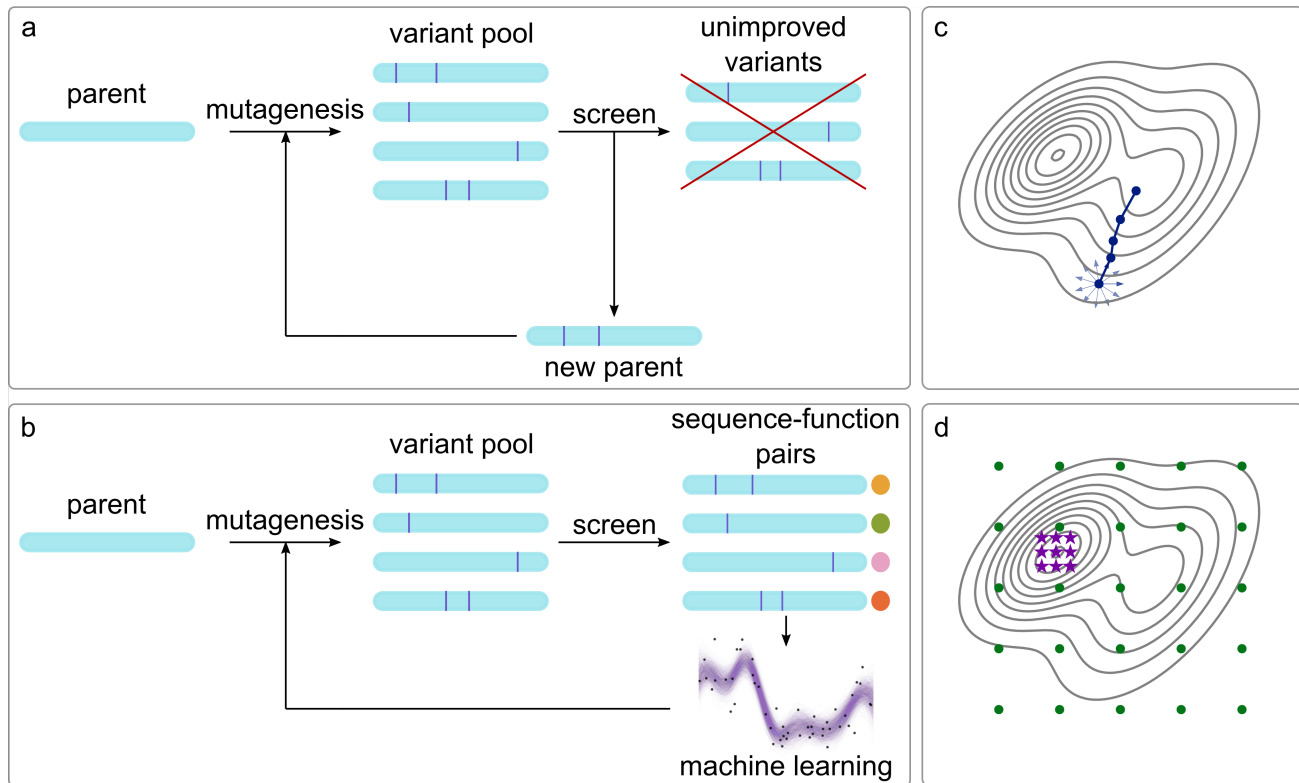 a
variant pool
unimproved
variants
parent
mutagenesis
screen
new parent
c
b
variant pool
sequence-function
pairs
parent
mutagenesis
screen
machine learning
d